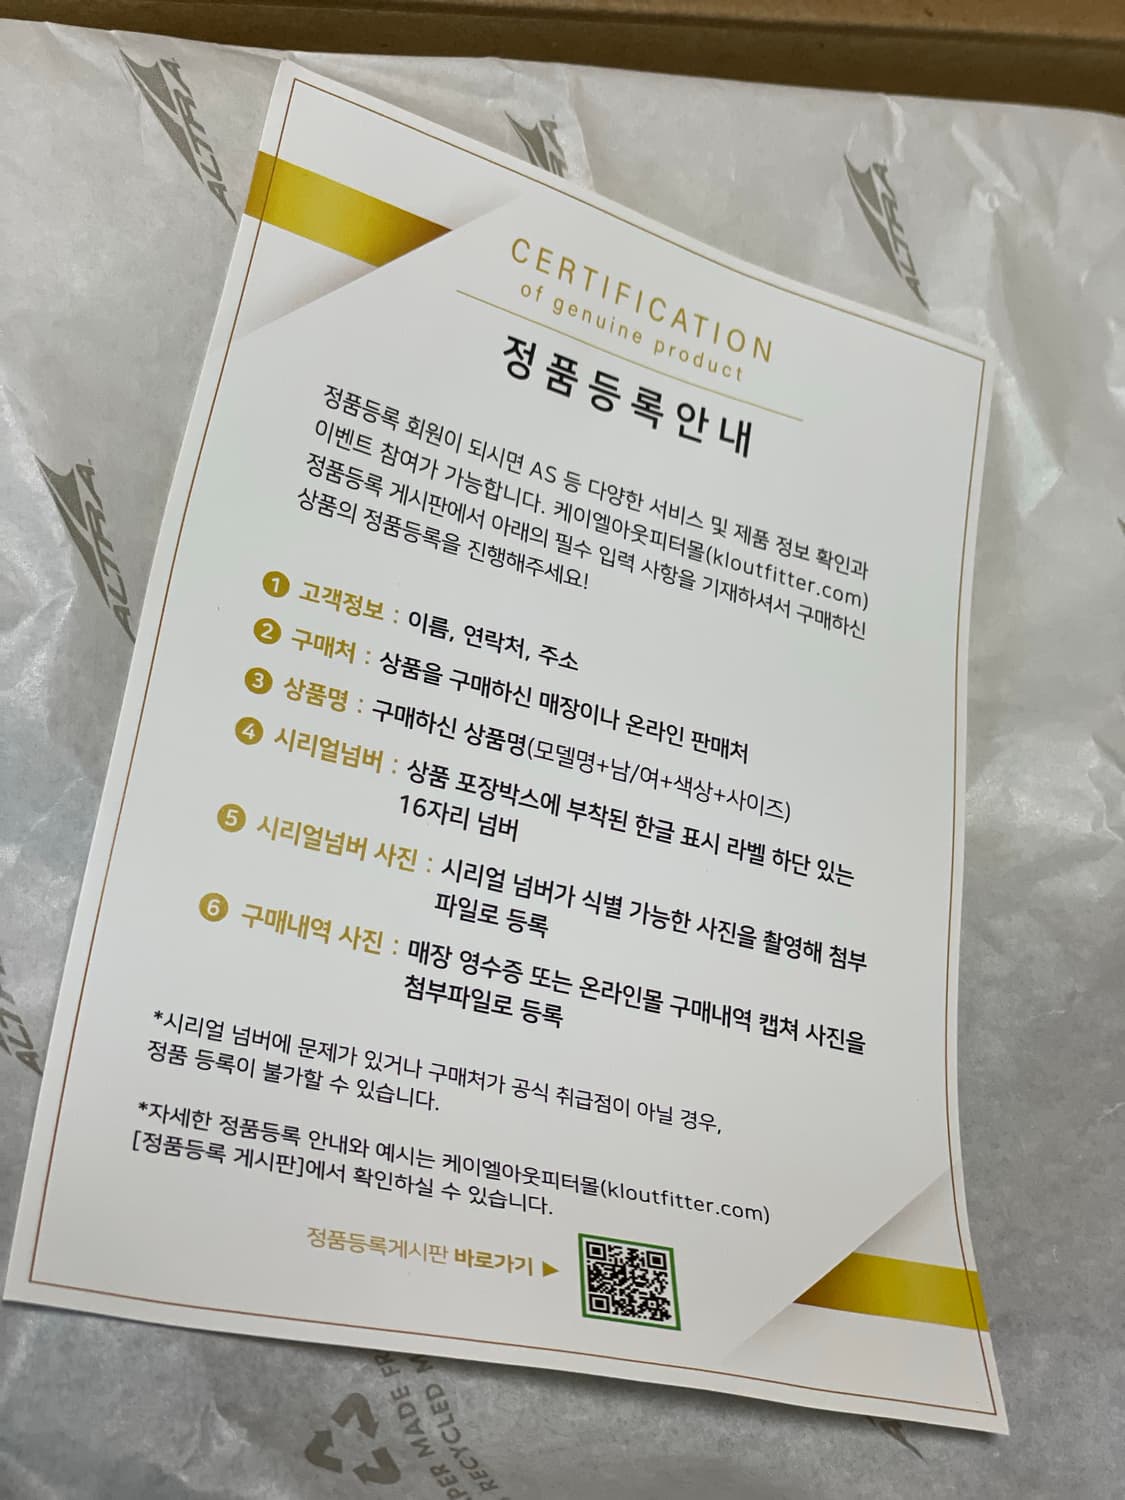 ALTRA
ALTRA
ALTRA
CERTIFICATION
of genuine product
정품등록안내
정품등록 회원이 되시면 AS 등 다양한 서비스 및 제품 정보 확인과
이벤트 참여가 가능합니다. 케이엘아웃피터몰(kloutfitter.com)
정품등록 게시판에서 아래의 필수 입력 사항을 기재하셔서 구매하신
상품의 정품등록을 진행해주세요!
1 고객정보 : 이름, 연락처, 주소
2 구매처 : 상품을 구매하신 매장이나 온라인 판매처
3 상품명 : 구매하신 상품명(모델명+남/여+색상+사이즈)
4 시리얼넘버 : 상품 포장박스에 부착된 한글 표시 라벨 하단 있는
16자리 넘버
5 시리얼넘버 사진 : 시리얼 넘버가 식별 가능한 사진을 촬영해 첨부
파일로 등록
6 구매내역 사진 : 매장 영수증 또는 온라인몰 구매내역 캡쳐 사진을
첨부파일로 등록
*시리얼 넘버에 문제가 있거나 구매처가 공식 취급점이 아닐 경우,
정품 등록이 불가할 수 있습니다.
*자세한 정품등록 안내와 예시는 케이엘아웃피터몰(kloutfitter.com)
[정품등록 게시판]에서 확인하실 수 있습니다.
정품등록게시판 바로가기 ▶
MADE FR
RECYCLED M